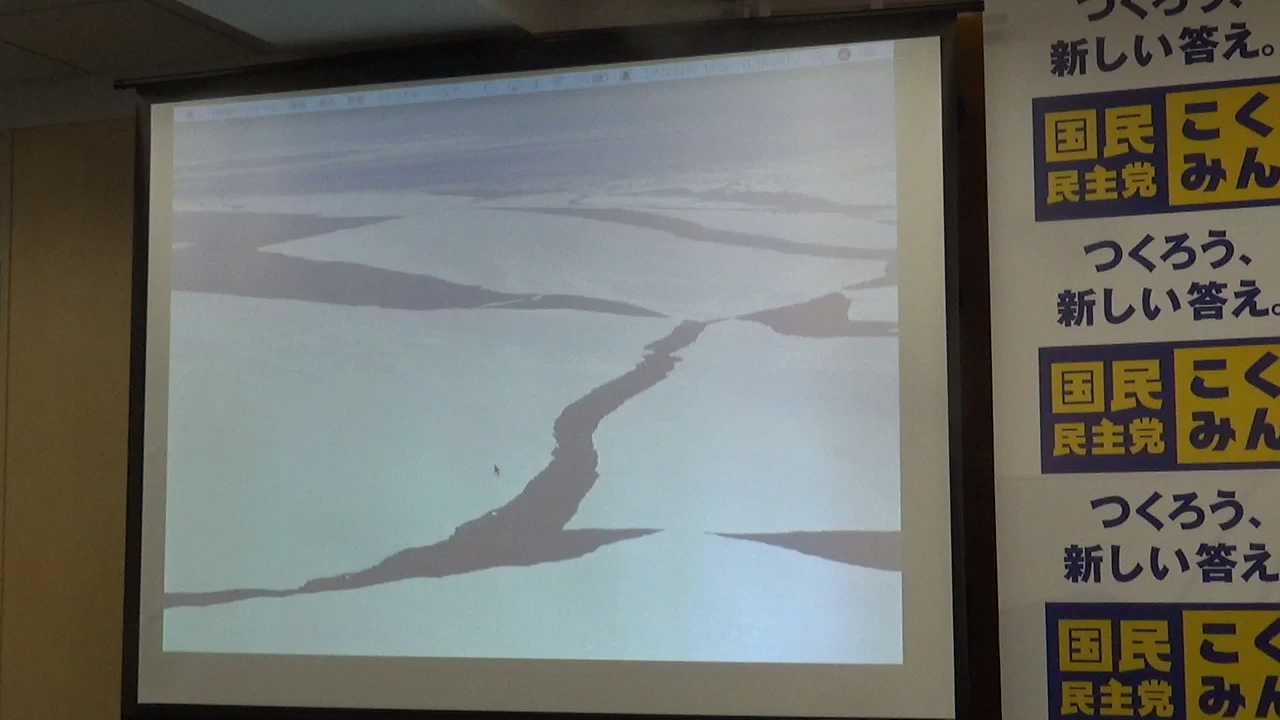 つくろう、
新しい答え。
国民 こく
民主党 みん
つくろう、
新しい答え。
国民 こく
民主党 みん
つくろう、
新しい答え
国民 こく
民主党 みん